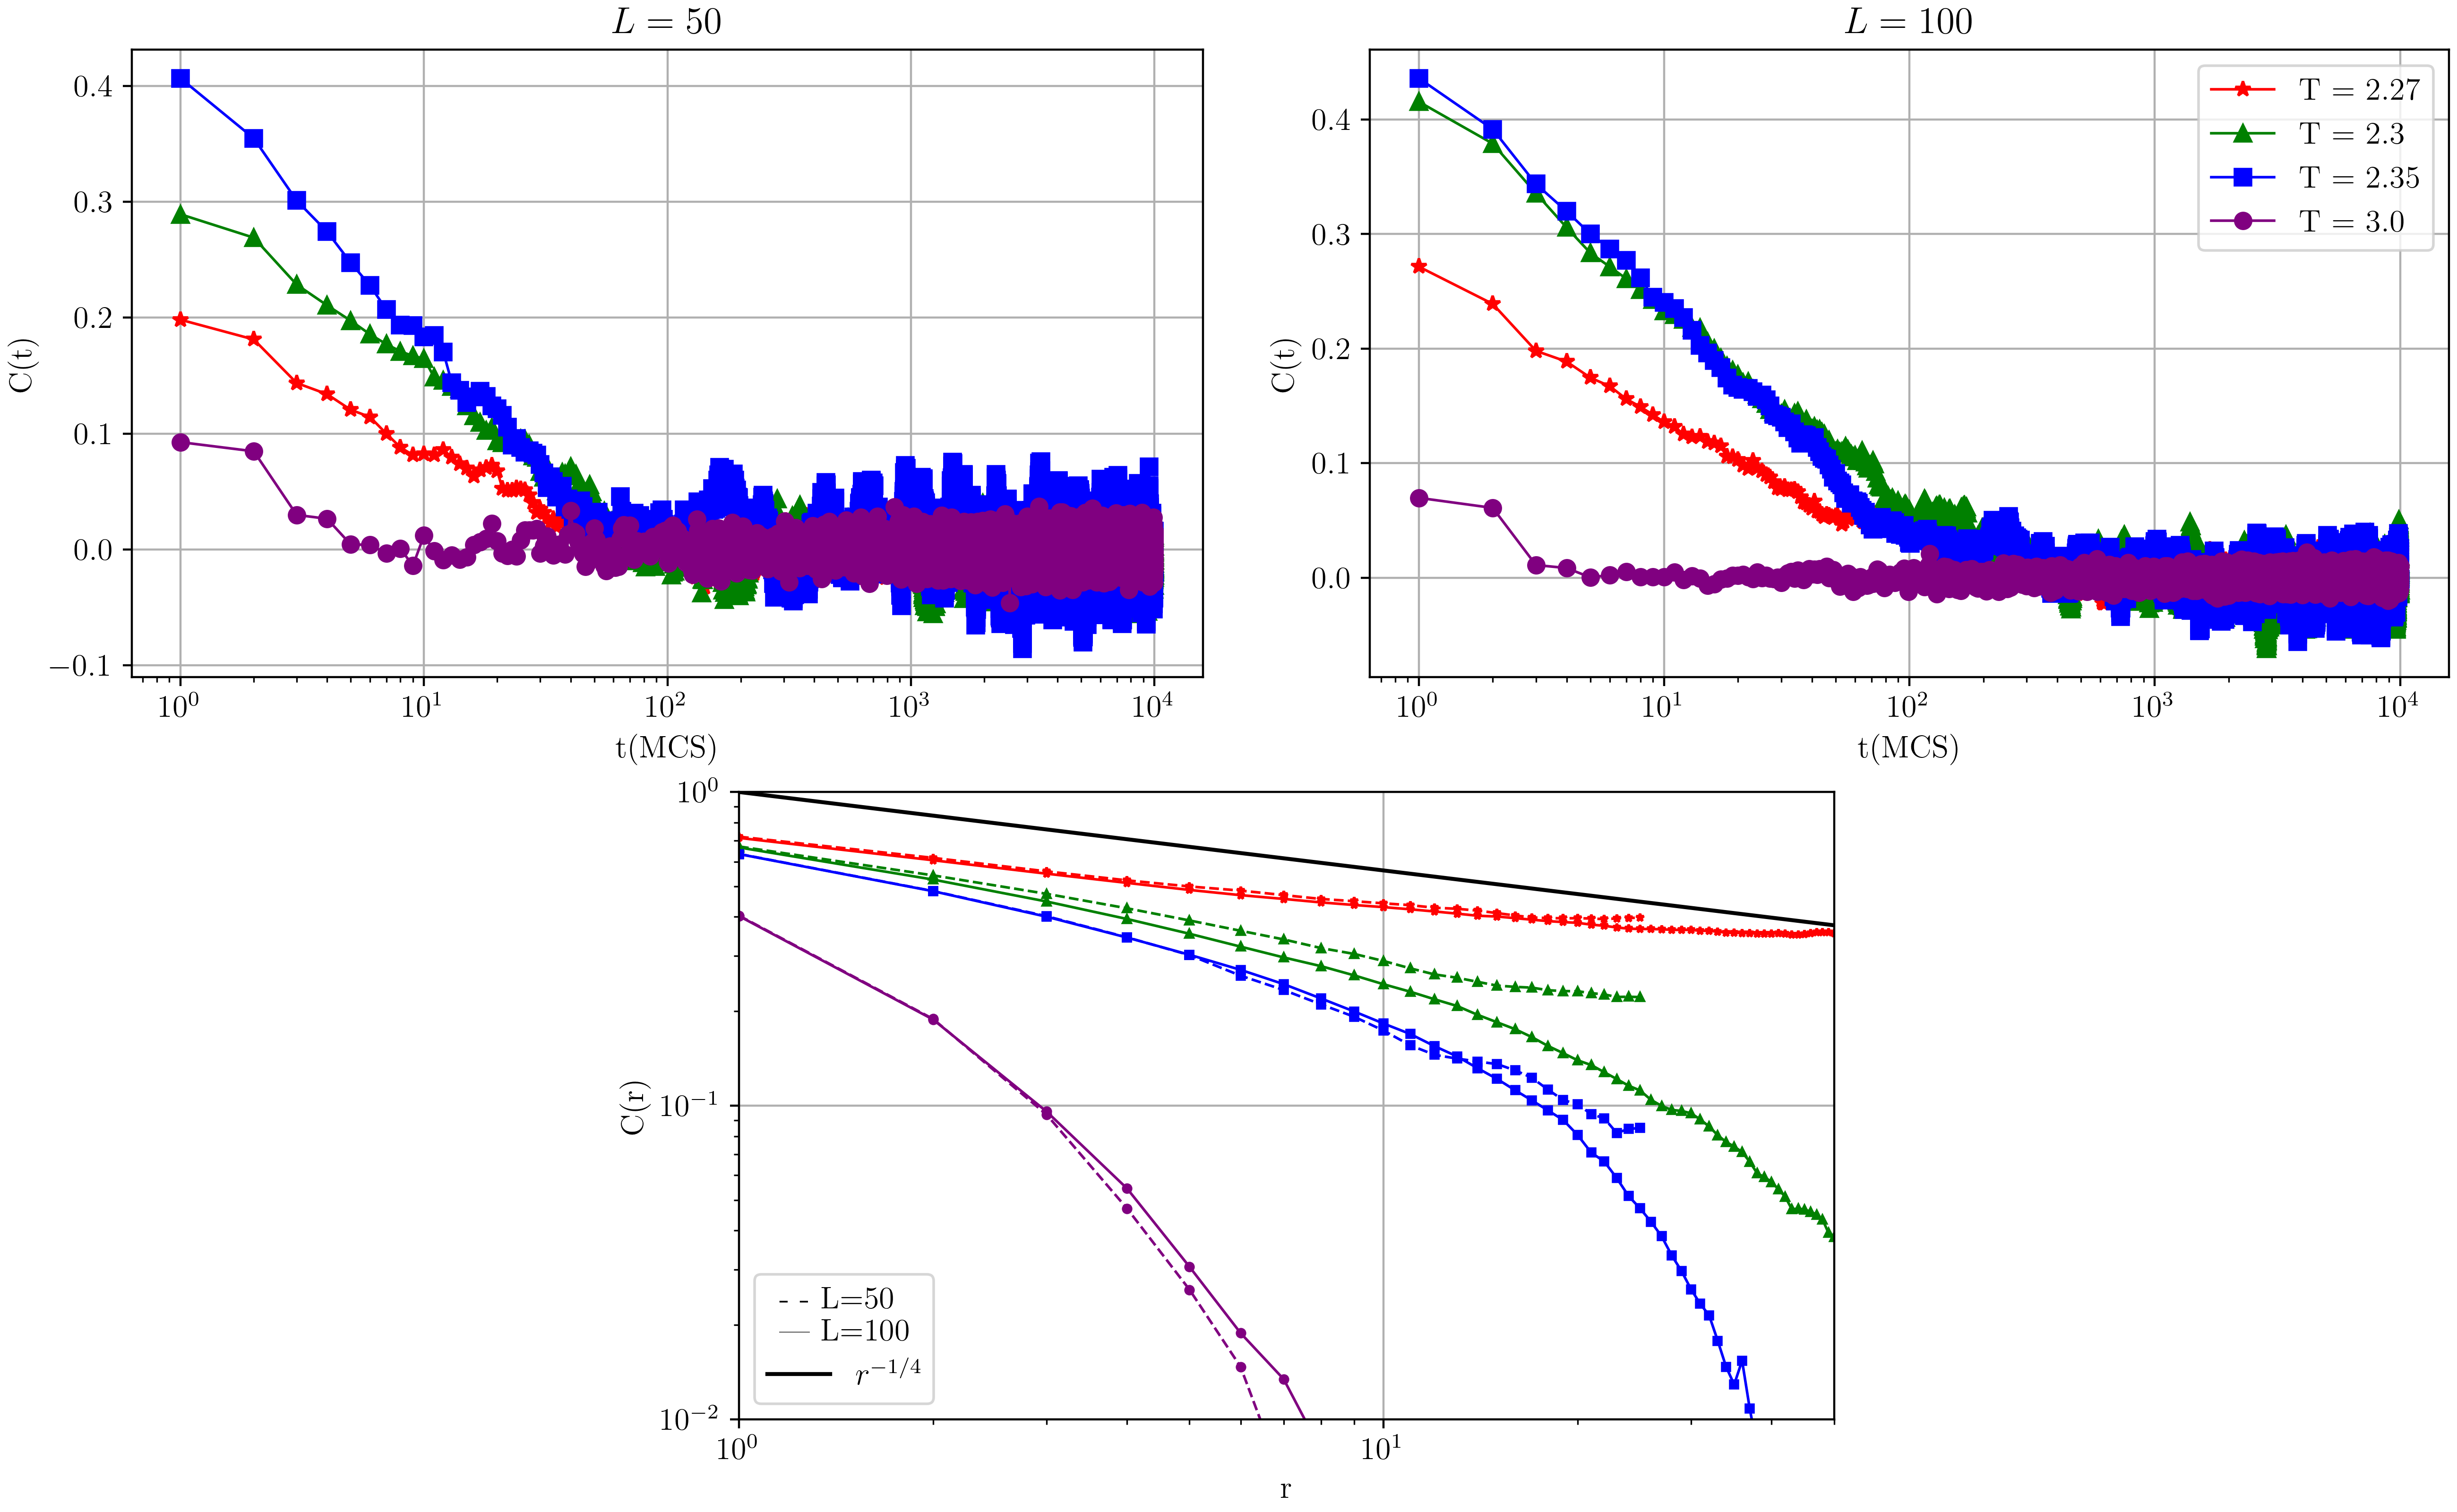 L = 50
C(t)
0.4
0.3
0.2
0.1
0.0
−0.1
10^0 10^1 10^2 10^3 10^4
t(MCS)
L = 100
C(t)
0.4
0.3
0.2
0.1
0.0
10^0 10^1 10^2 10^3 10^4
t(MCS)
T = 2.27
T = 2.3
T = 2.35
T = 3.0
C(r)
10^0
10^−1
10^−2
10^0 10^1
r
L=50
L=100
r^−1/4